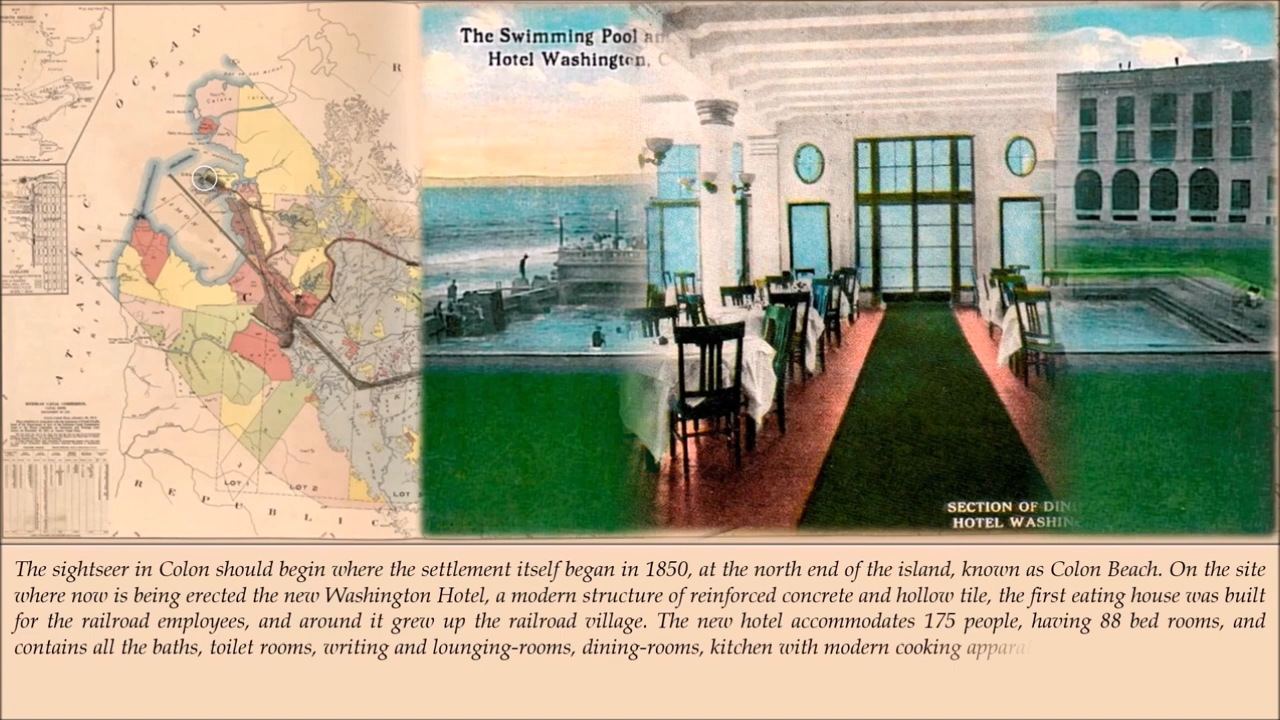 OCEAN
R
ATLANTIC
C
LOT 1
LOT 2
LOT
REPUBLIC
The Swimming Pool an
Hotel Washington, C
SECTION OF DIN
HOTEL WASHIN
The sightseer in Colon should begin where the settlement itself began in 1850, at the north end of the island, known as Colon Beach. On the site
where now is being erected the new Washington Hotel, a modern structure of reinforced concrete and hollow tile, the first eating house was built
for the railroad employees, and around it grew up the railroad village. The new hotel accommodates 175 people, having 88 bed rooms, and
contains all the baths, toilet rooms, writing and lounging-rooms, dining-rooms, kitchen with modern cooking appara